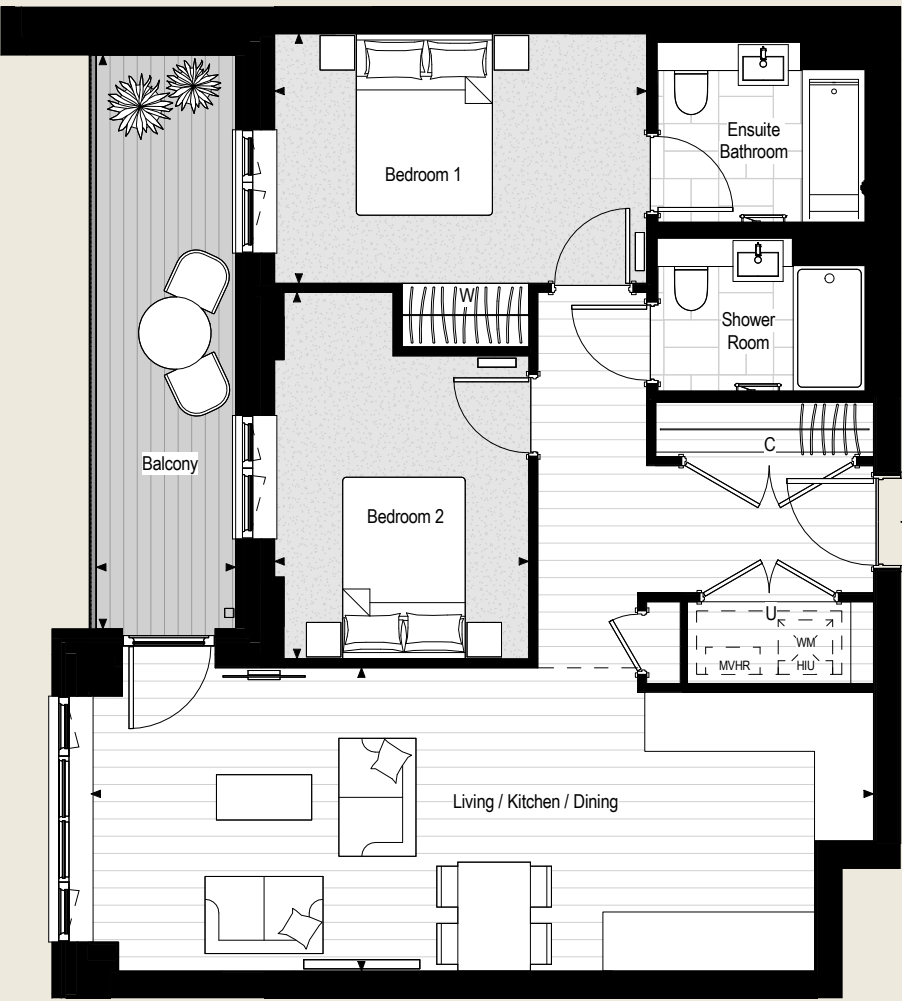 Bedroom 1
Ensuite
Bathroom
W
Shower
Room
C
Balcony
Bedroom 2
U
WM
MVHR
HIU
Living / Kitchen / Dining